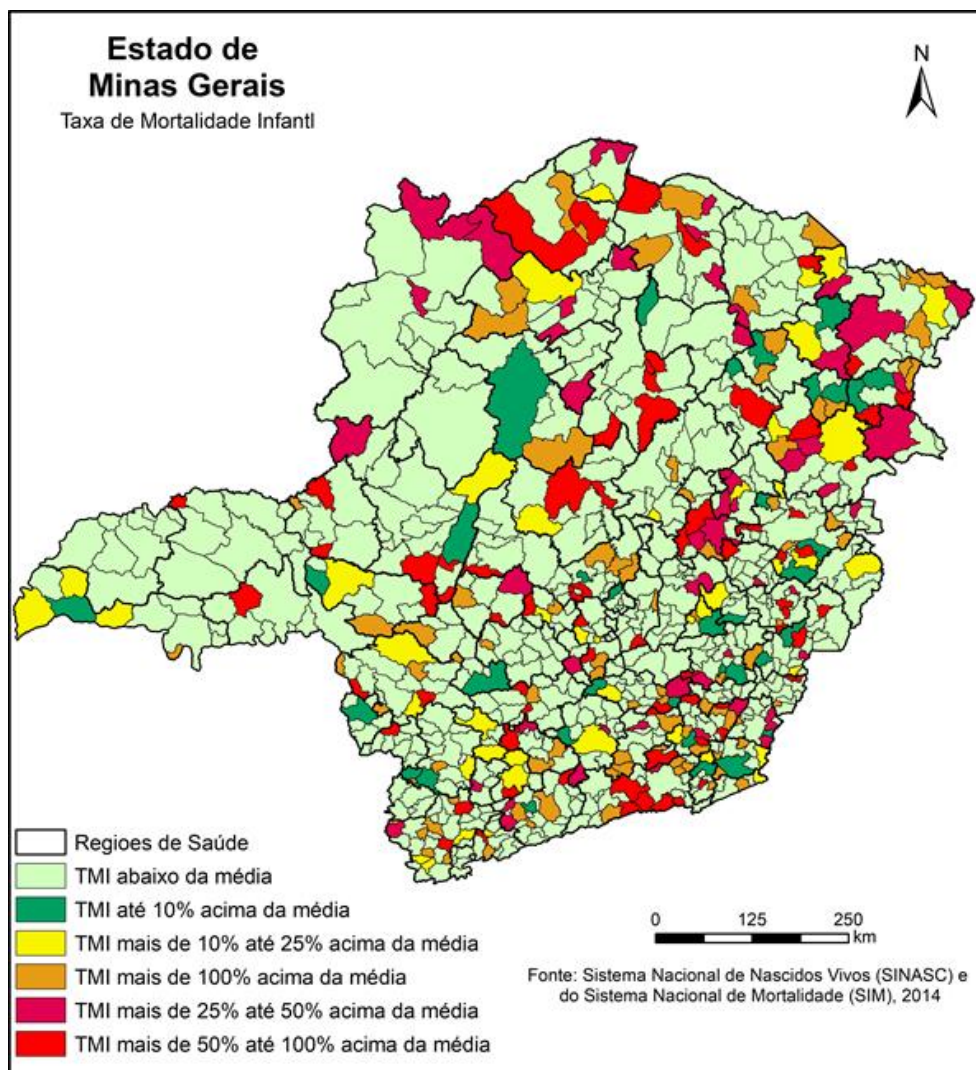 Estado de
Minas Gerais
Taxa de Mortalidade Infantl
N
Regioes de Saúde
TMI abaixo da média
TMI até 10% acima da média
TMI mais de 10% até 25% acima da média
TMI mais de 100% acima da média
TMI mais de 25% até 50% acima da média
TMI mais de 50% até 100% acima da média
0 125 250
km
Fonte: Sistema Nacional de Nascidos Vivos (SINASC) e
do Sistema Nacional de Mortalidade (SIM), 2014